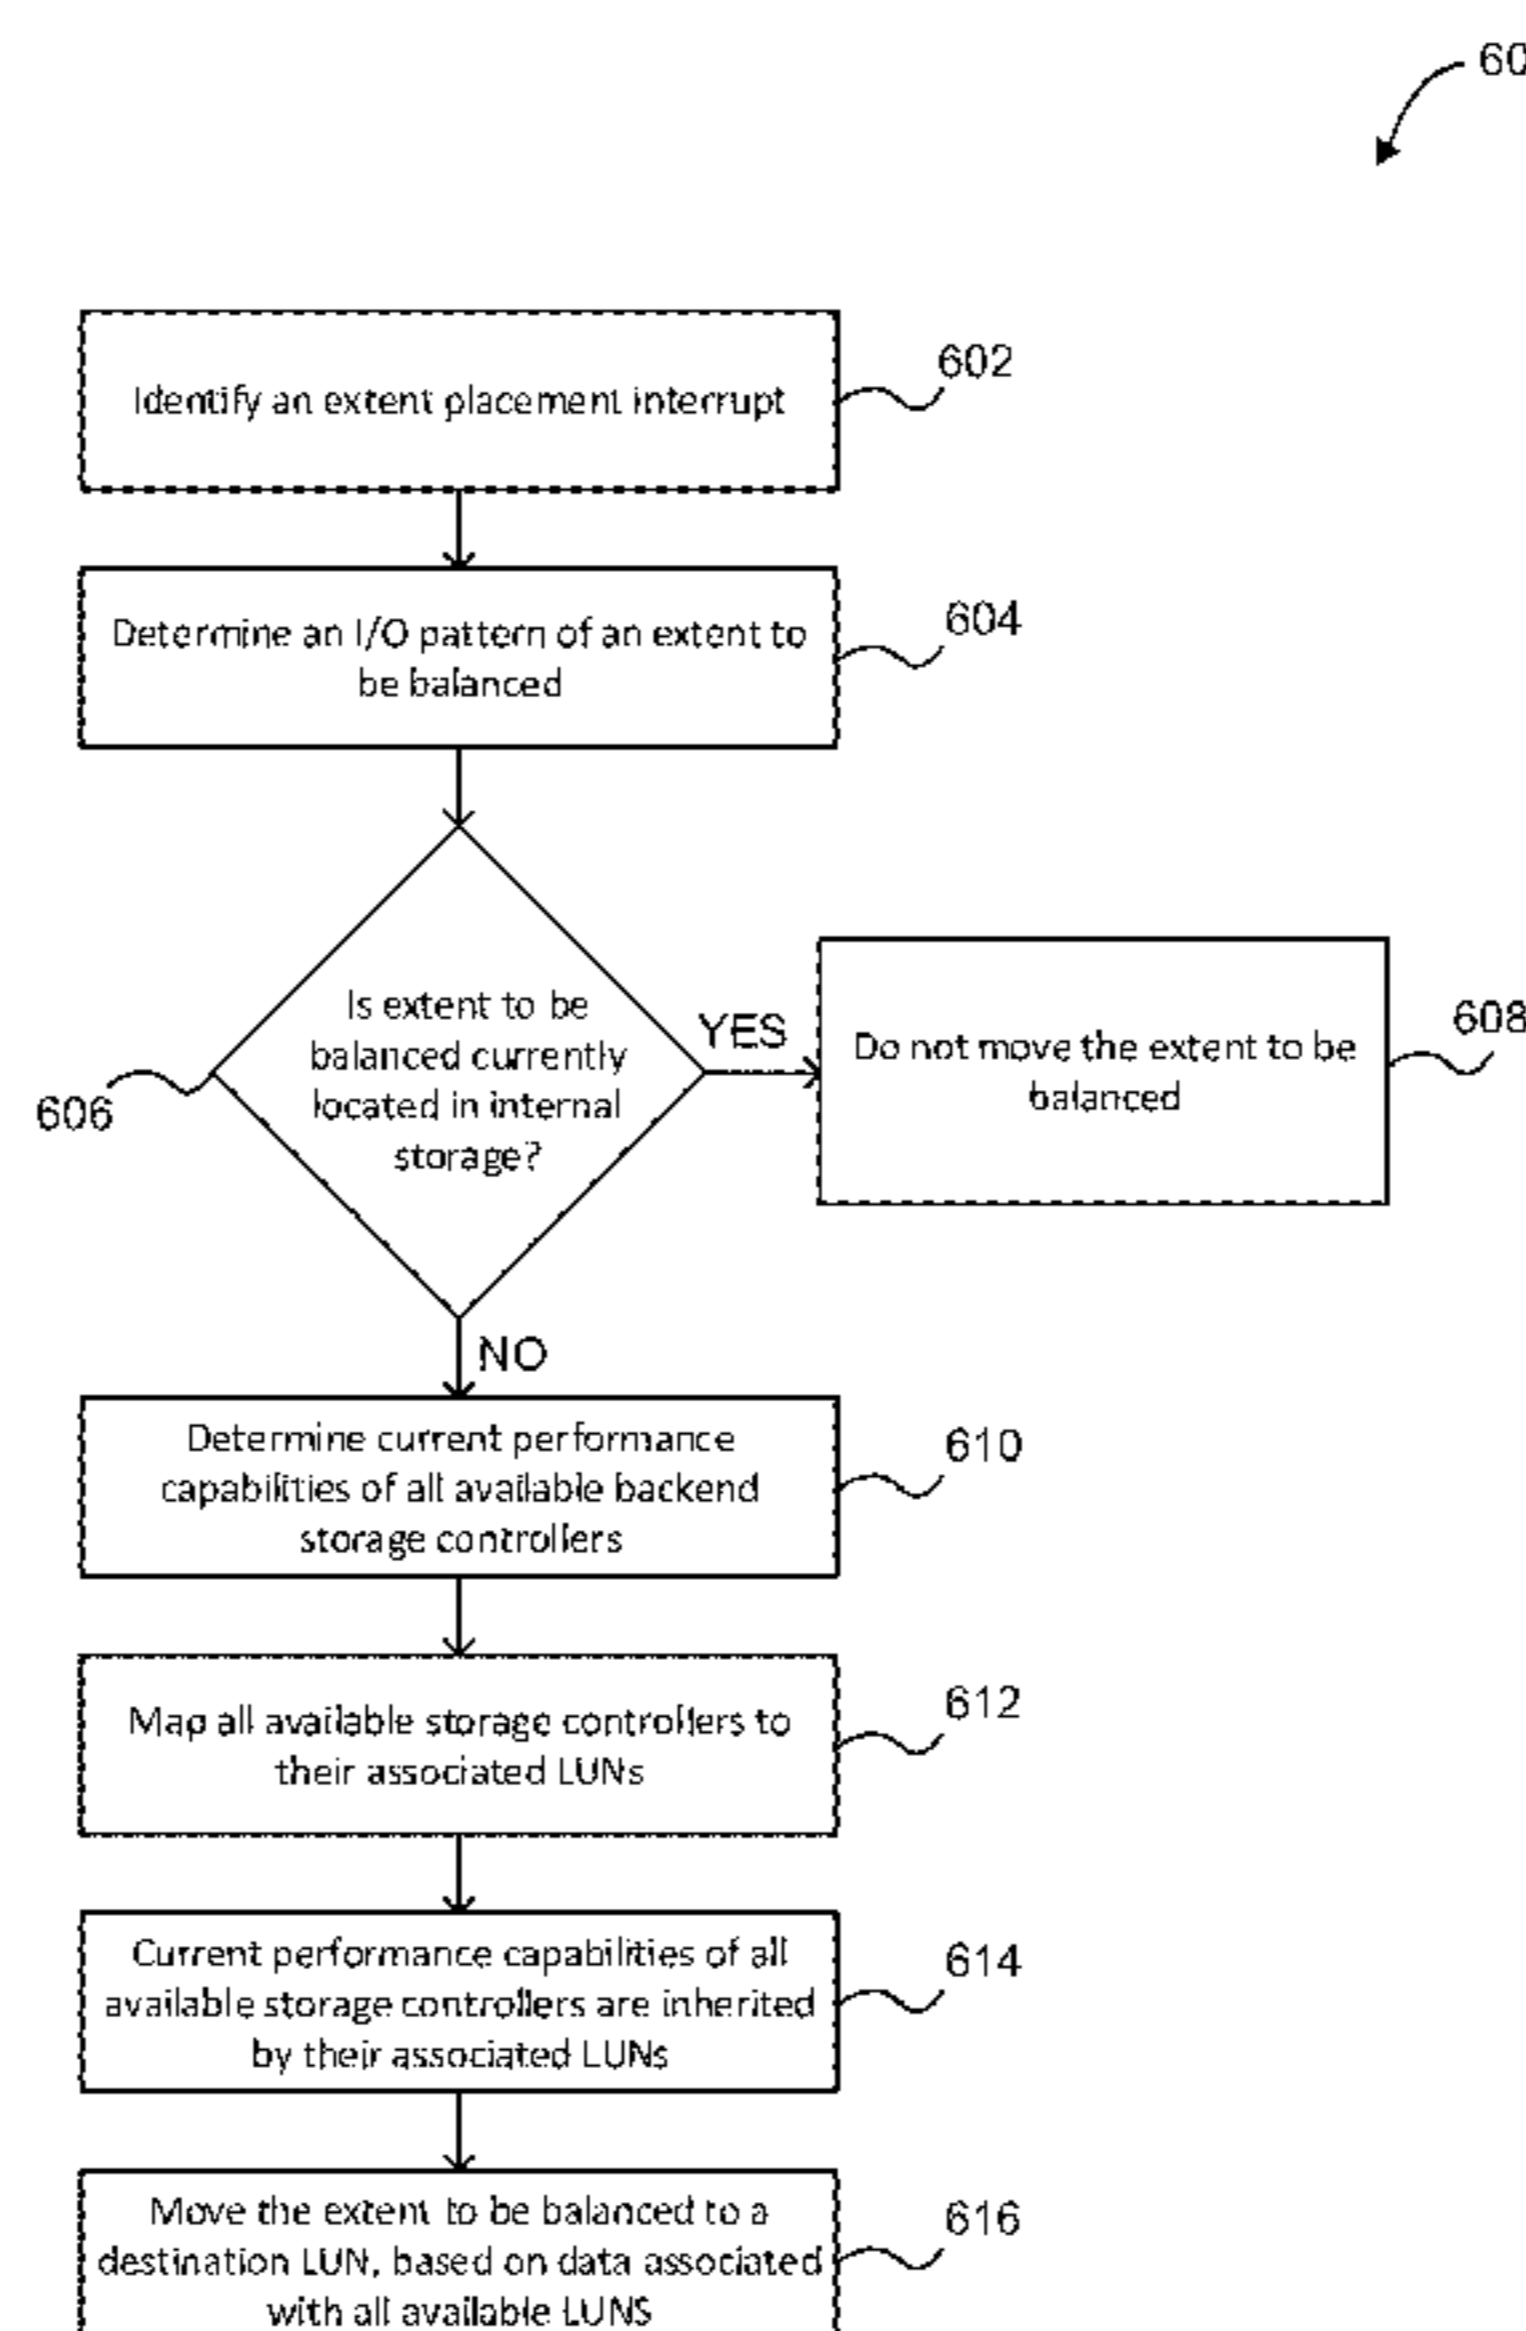 60
Identify an extent placement interrupt
602
Determine an I/O pattern of an extent to
be balanced
604
Is extent to be
balanced currently
located in internal
storage?
606
YES
Do not move the extent to be
balanced
608
NO
Determine current performance
capabilities of all available backend
storage controllers
610
Map all available storage controllers to
their associated LUNs
612
Current performance capabilities of all
available storage controllers are inherited
by their associated LUNs
614
Move the extent to be balanced to a
destination LUN, based on data associated
with all available LUNS
616